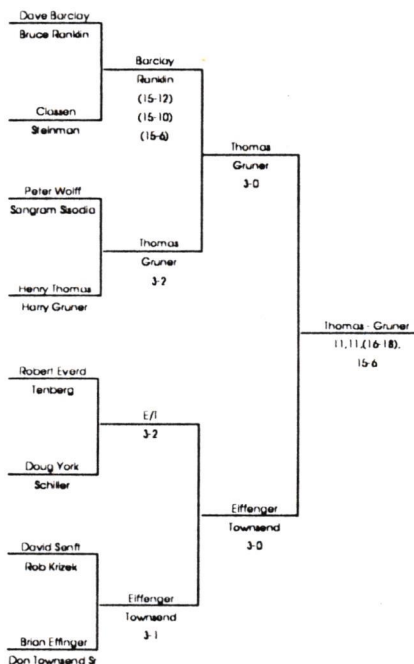 Dave Barclay
Bruce Rankin
Barclay
Rankin
(15-12)
(15-10)
(15-6)
Classen
Steinman
Thomas
Gruner
3-0
Peter Wolff
Sangram Sisodia
Thomas
Gruner
3-2
Henry Thomas
Harry Gruner
Thomas - Gruner
11,11,(16-18),
15-6
Robert Everd
Tenberg
E/T
3-2
Doug York
Schiller
Eiffenger
Townsend
3-0
David Senft
Rob Krizek
Eiffenger
Townsend
3-1
Brian Effinger
Don Townsend Sr